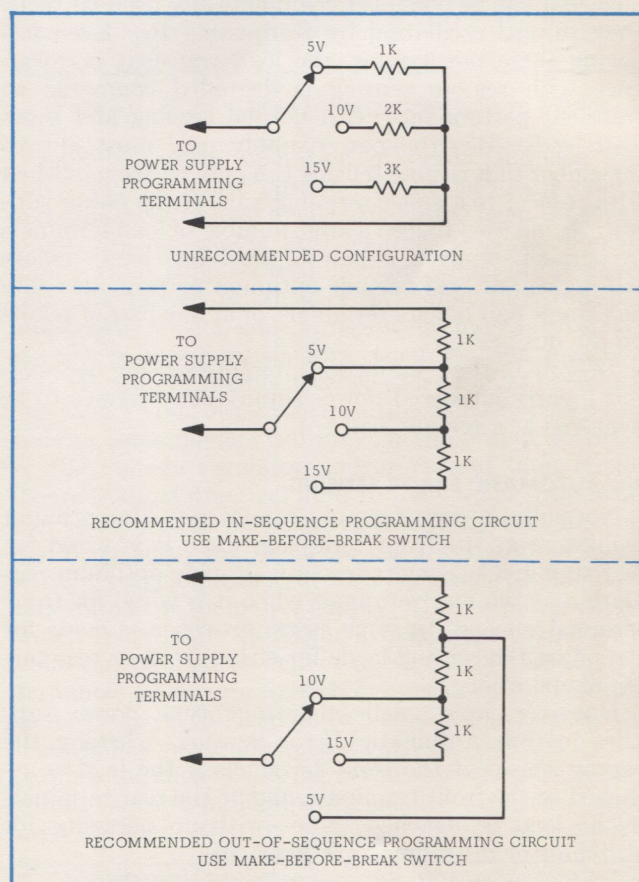 5V
1K
10V
2K
TO
POWER SUPPLY
PROGRAMMING
TERMINALS
15V
3K
UNRECOMMENDED CONFIGURATION
TO
POWER SUPPLY
PROGRAMMING
TERMINALS
5V
1K
10V
1K
15V
1K
RECOMMENDED IN-SEQUENCE PROGRAMMING CIRCUIT
USE MAKE-BEFORE-BREAK SWITCH
TO
POWER SUPPLY
PROGRAMMING
TERMINALS
1K
10V
1K
15V
1K
5V
RECOMMENDED OUT-OF-SEQUENCE PROGRAMMING CIRCUIT
USE MAKE-BEFORE-BREAK SWITCH